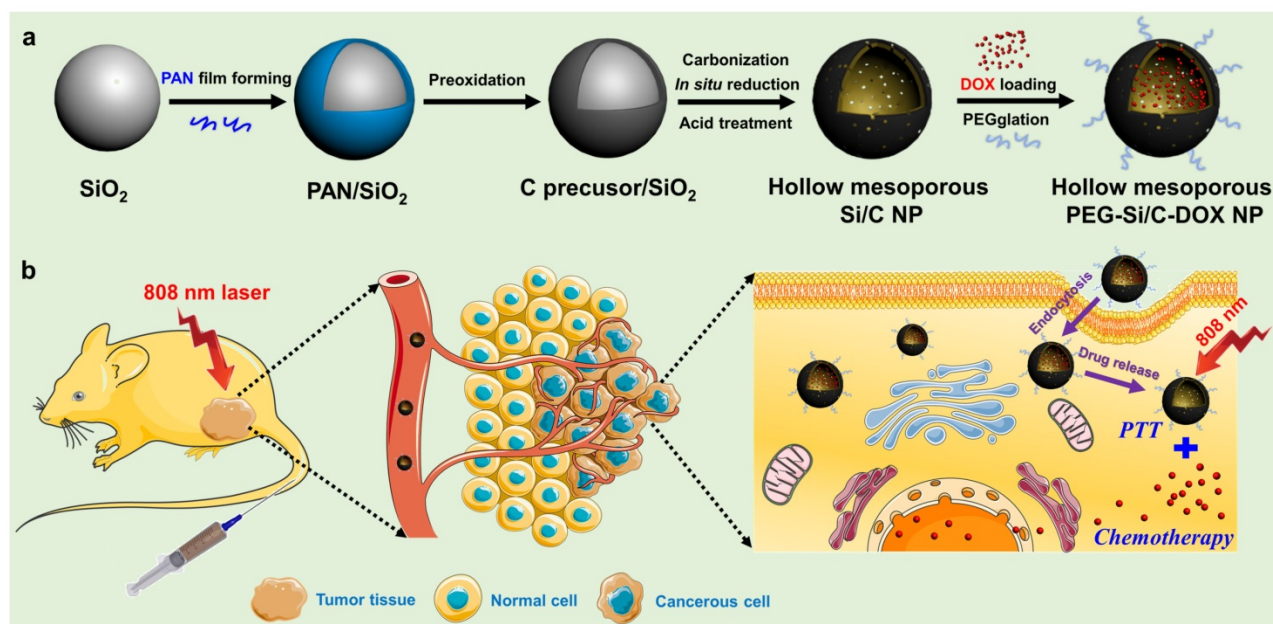 a
PAN film forming
Preoxidation
Carbonization
In situ reduction
Acid treatment
DOX loading
PEGglation
SiO₂
PAN/SiO₂
C precusor/SiO₂
Hollow mesoporous
Si/C NP
Hollow mesoporous
PEG-Si/C-DOX NP
b
808 nm laser
Endocytosis
808 nm
Drug release
PTT
+
Chemotherapy
Tumor tissue
Normal cell
Cancerous cell